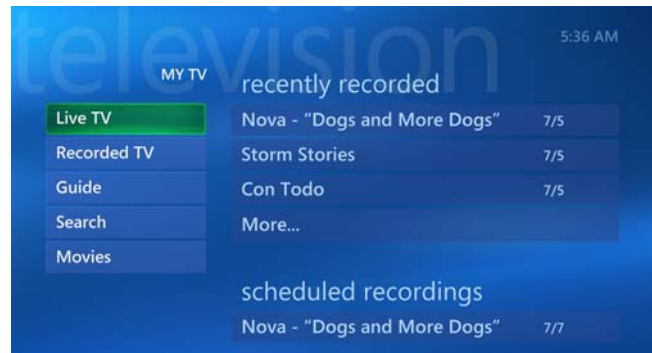 television
5:36 AM
MY TV
Live TV
Recorded TV
Guide
Search
Movies
recently recorded
Nova - “Dogs and More Dogs” 7/5
Storm Stories 7/5
Con Todo 7/5
More...
scheduled recordings
Nova - “Dogs and More Dogs” 7/7